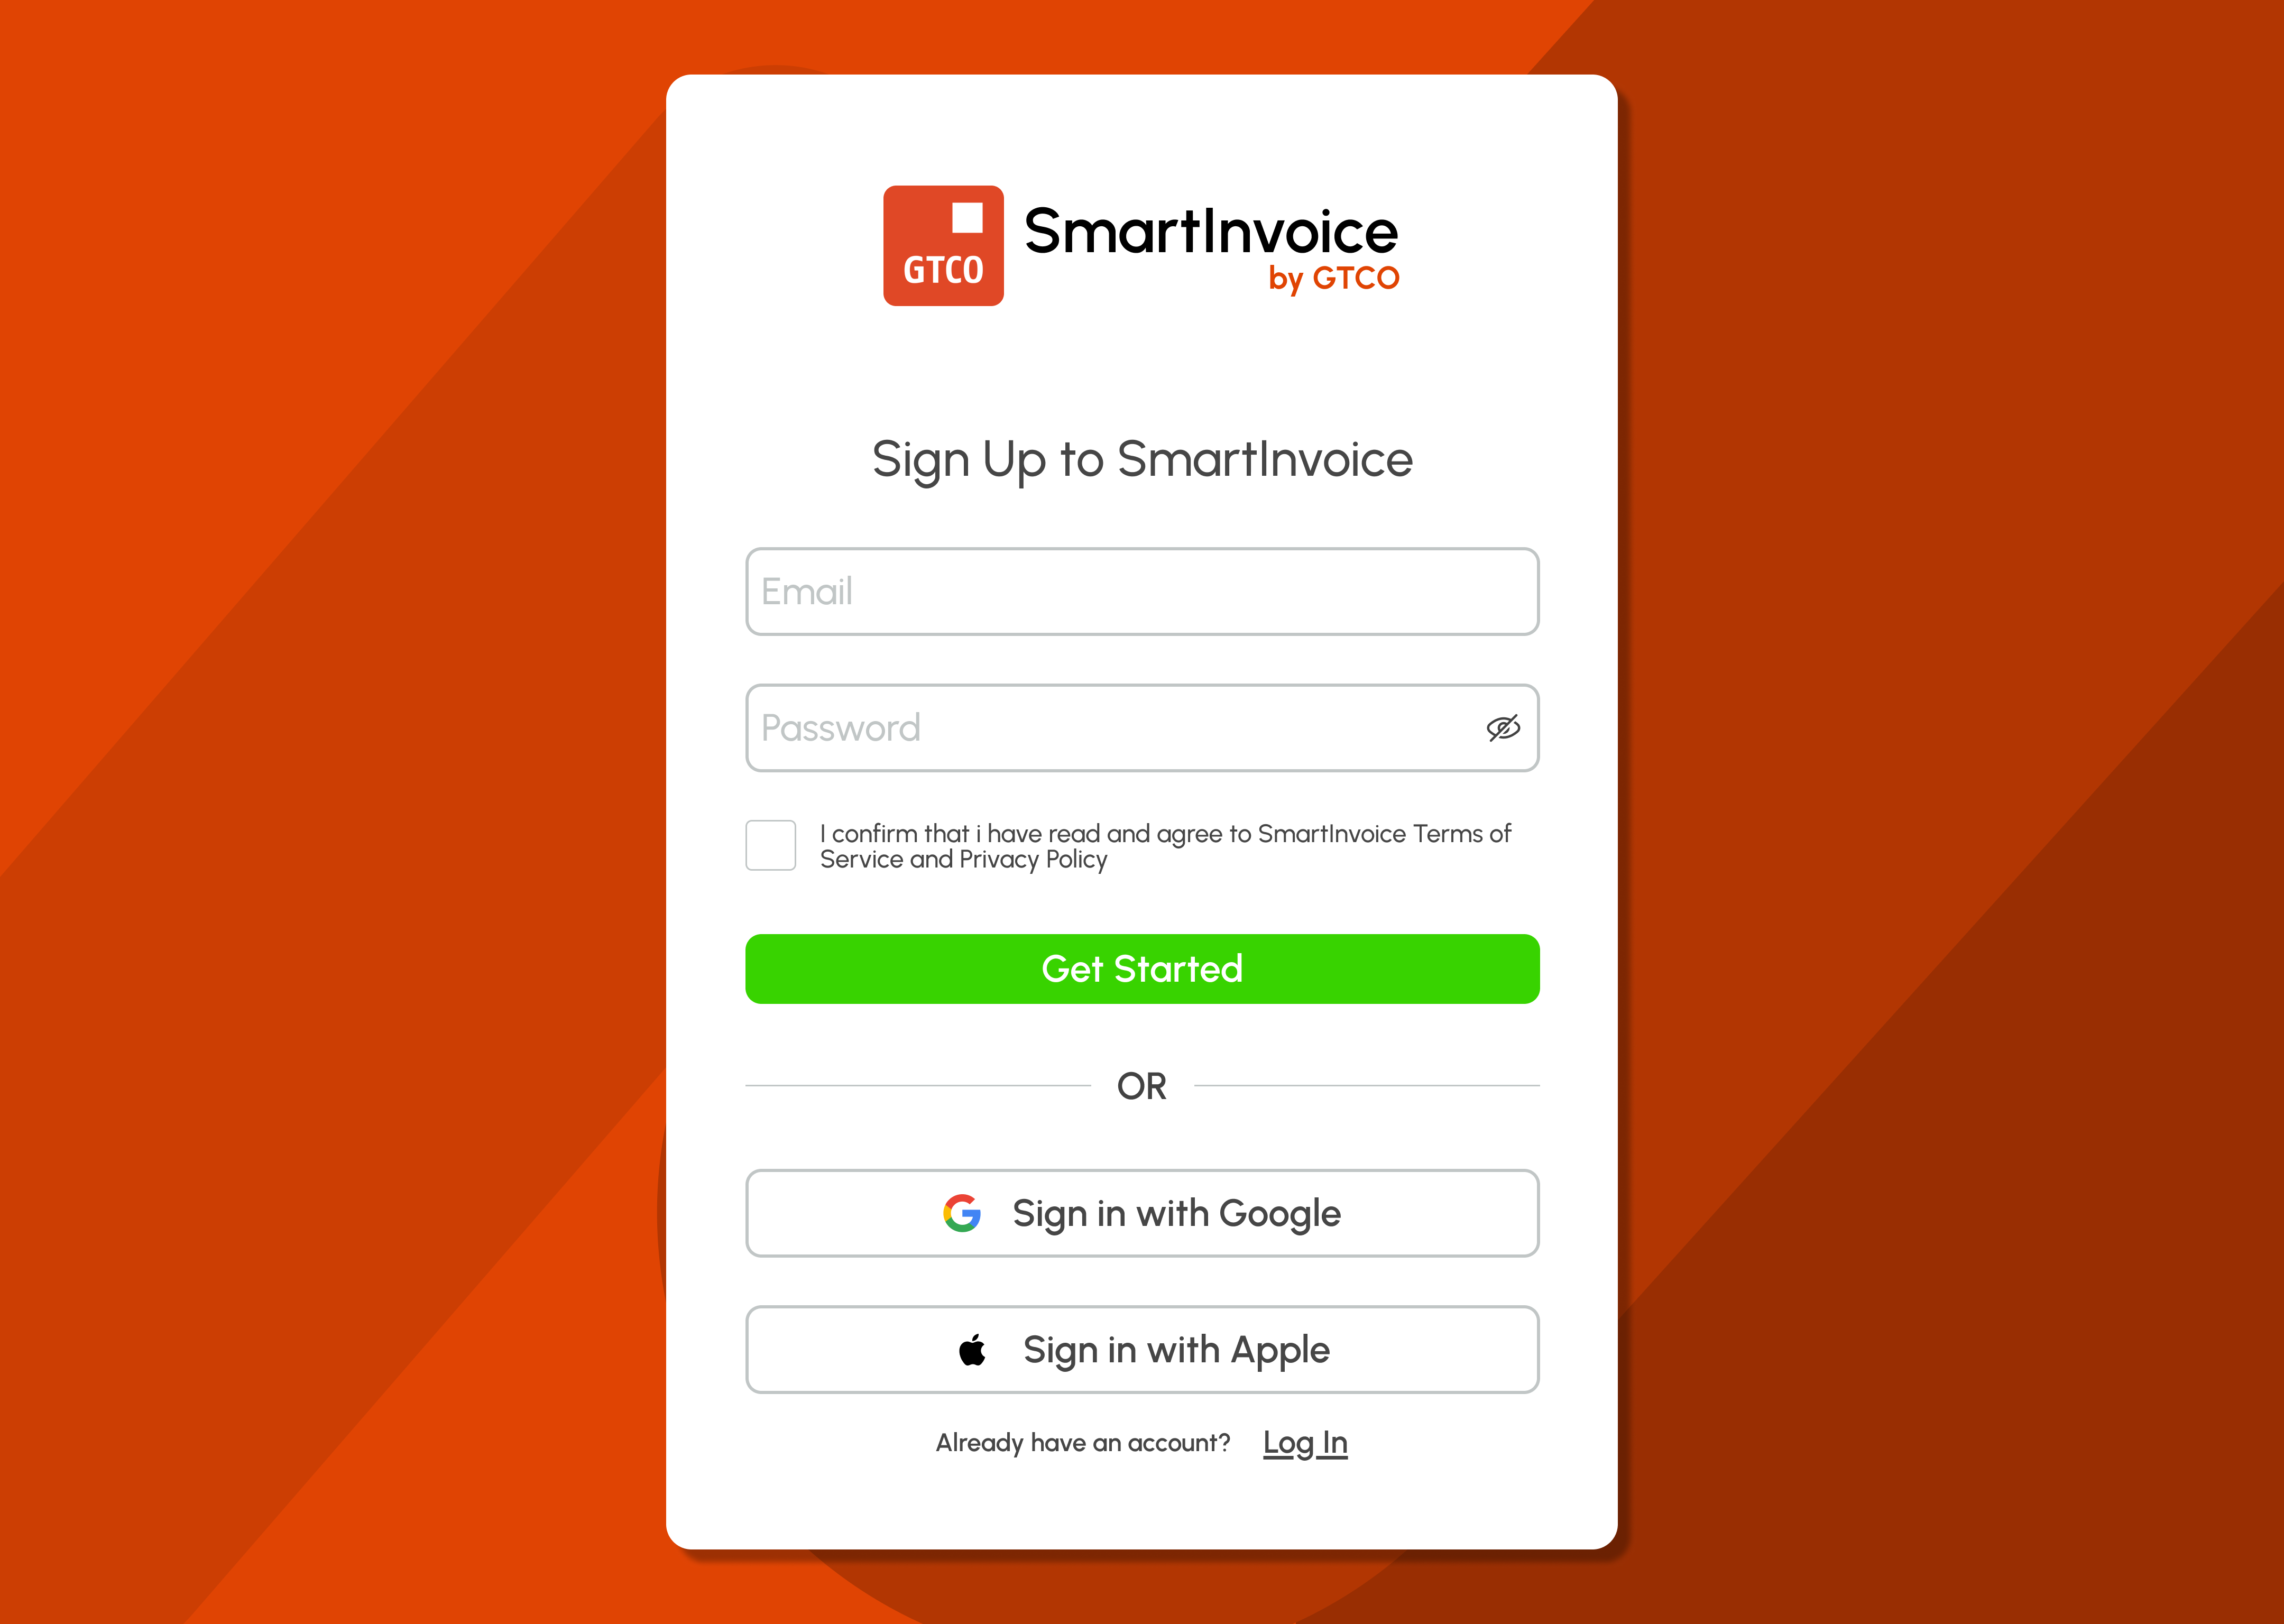 GTCO
SmartInvoice
by GTCO
Sign Up to SmartInvoice
Email
Password
I confirm that i have read and agree to SmartInvoice Terms of
Service and Privacy Policy
Get Started
OR
Sign in with Google
Sign in with Apple
Already have an account? Log In